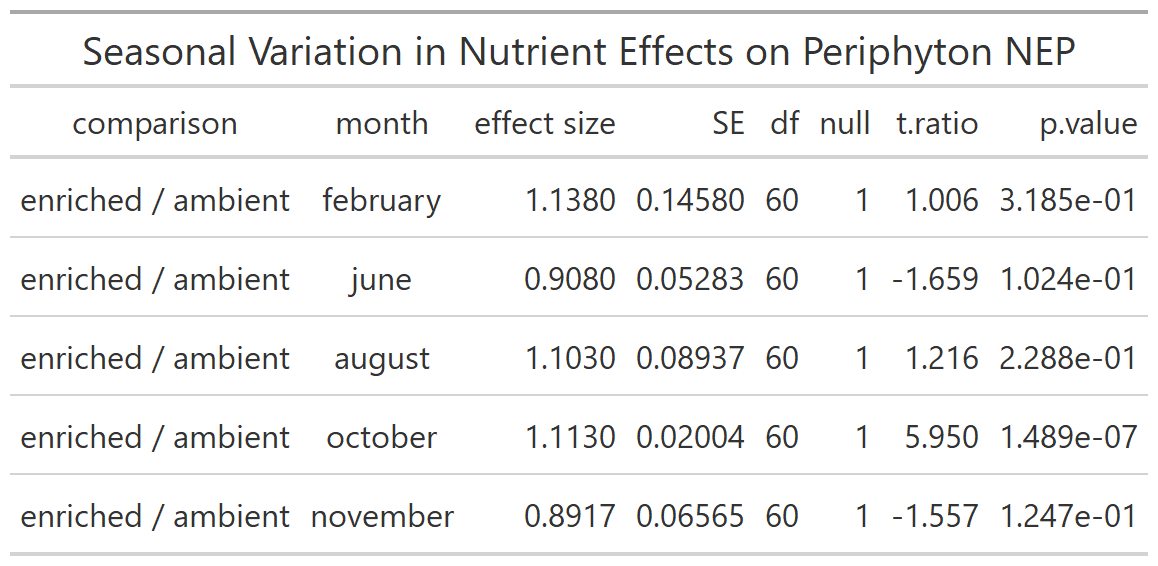 Seasonal Variation in Nutrient Effects on Periphyton NEP
comparison month effect size SE df null t.ratio p.value
enriched / ambient february 1.1380 0.14580 60 1 1.006 3.185e-01
enriched / ambient june 0.9080 0.05283 60 1 -1.659 1.024e-01
enriched / ambient august 1.1030 0.08937 60 1 1.216 2.288e-01
enriched / ambient october 1.1130 0.02004 60 1 5.950 1.489e-07
enriched / ambient november 0.8917 0.06565 60 1 -1.557 1.247e-01